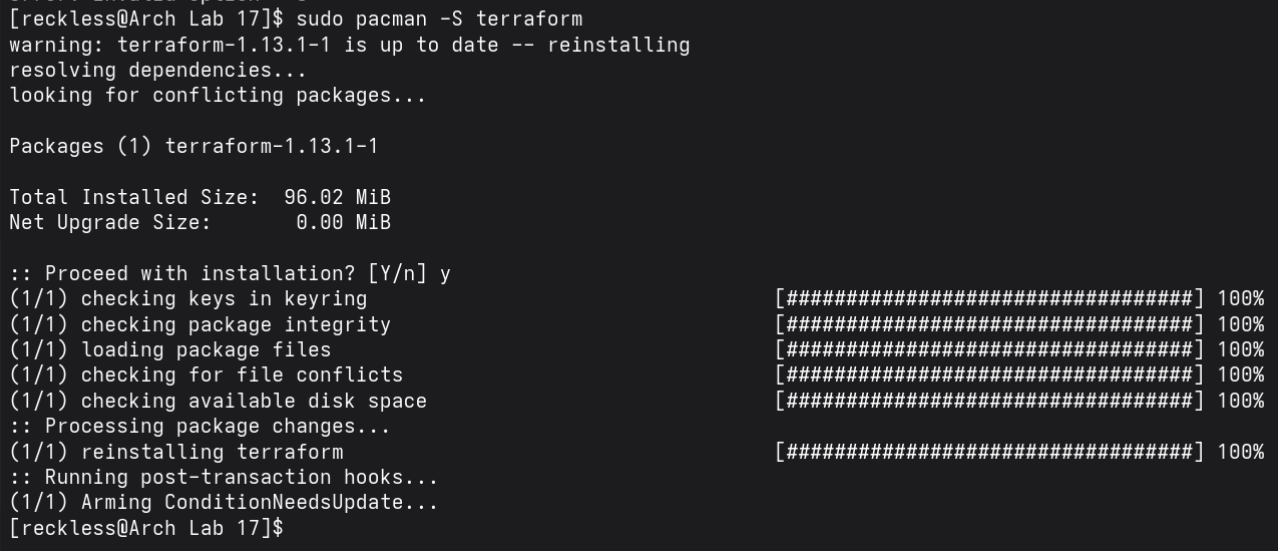 [reckless@Arch Lab 17]$ sudo pacman -S terraform
warning: terraform-1.13.1-1 is up to date -- reinstalling
resolving dependencies...
looking for conflicting packages...
Packages (1) terraform-1.13.1-1
Total Installed Size:  96.02 MiB
Net Upgrade Size:       0.00 MiB
:: Proceed with installation? [Y/n] y
(1/1) checking keys in keyring [##################################] 100%
(1/1) checking package integrity [##################################] 100%
(1/1) loading package files [##################################] 100%
(1/1) checking for file conflicts [##################################] 100%
(1/1) checking available disk space [##################################] 100%
:: Processing package changes...
(1/1) reinstalling terraform [##################################] 100%
:: Running post-transaction hooks...
(1/1) Arming ConditionNeedsUpdate...
[reckless@Arch Lab 17]$